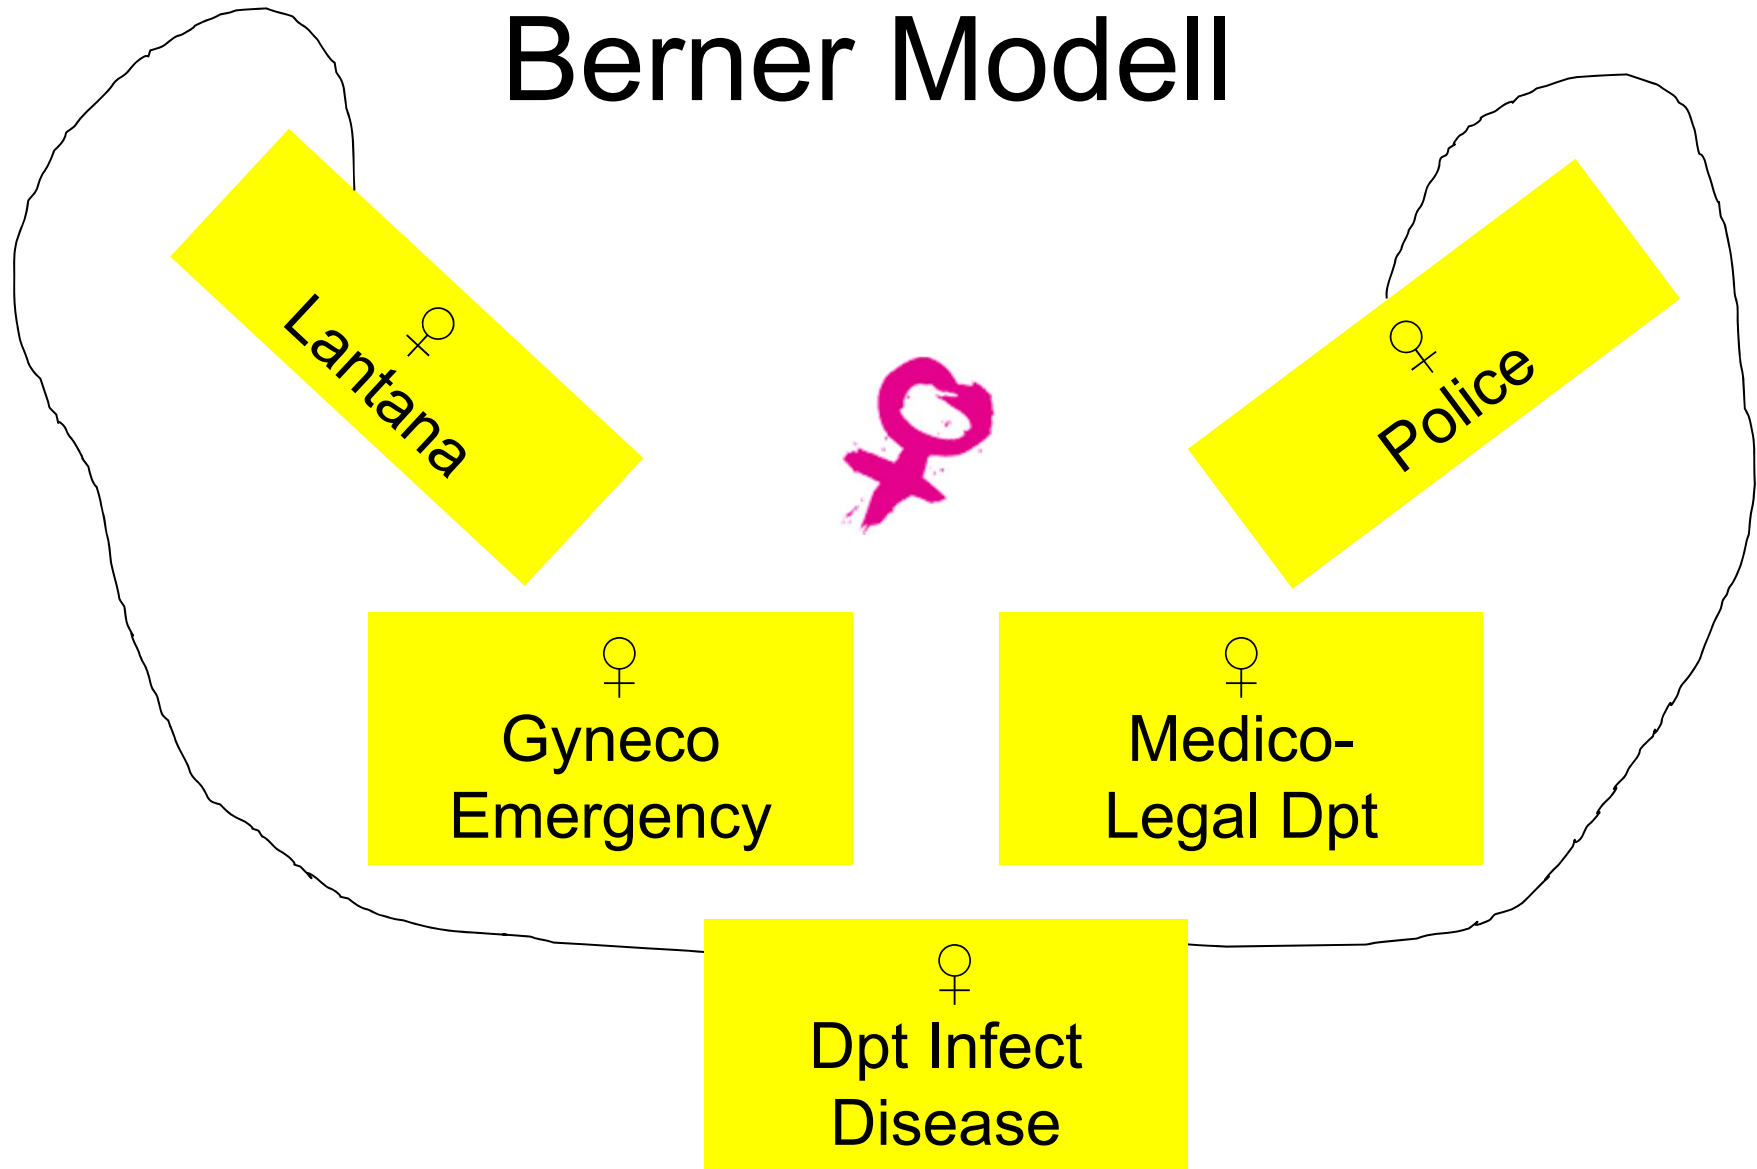 Berner Modell
♀
Lantana
♀
Police
♀
Gyneco
Emergency
♀
Medico-
Legal Dpt
♀
Dpt Infect
Disease